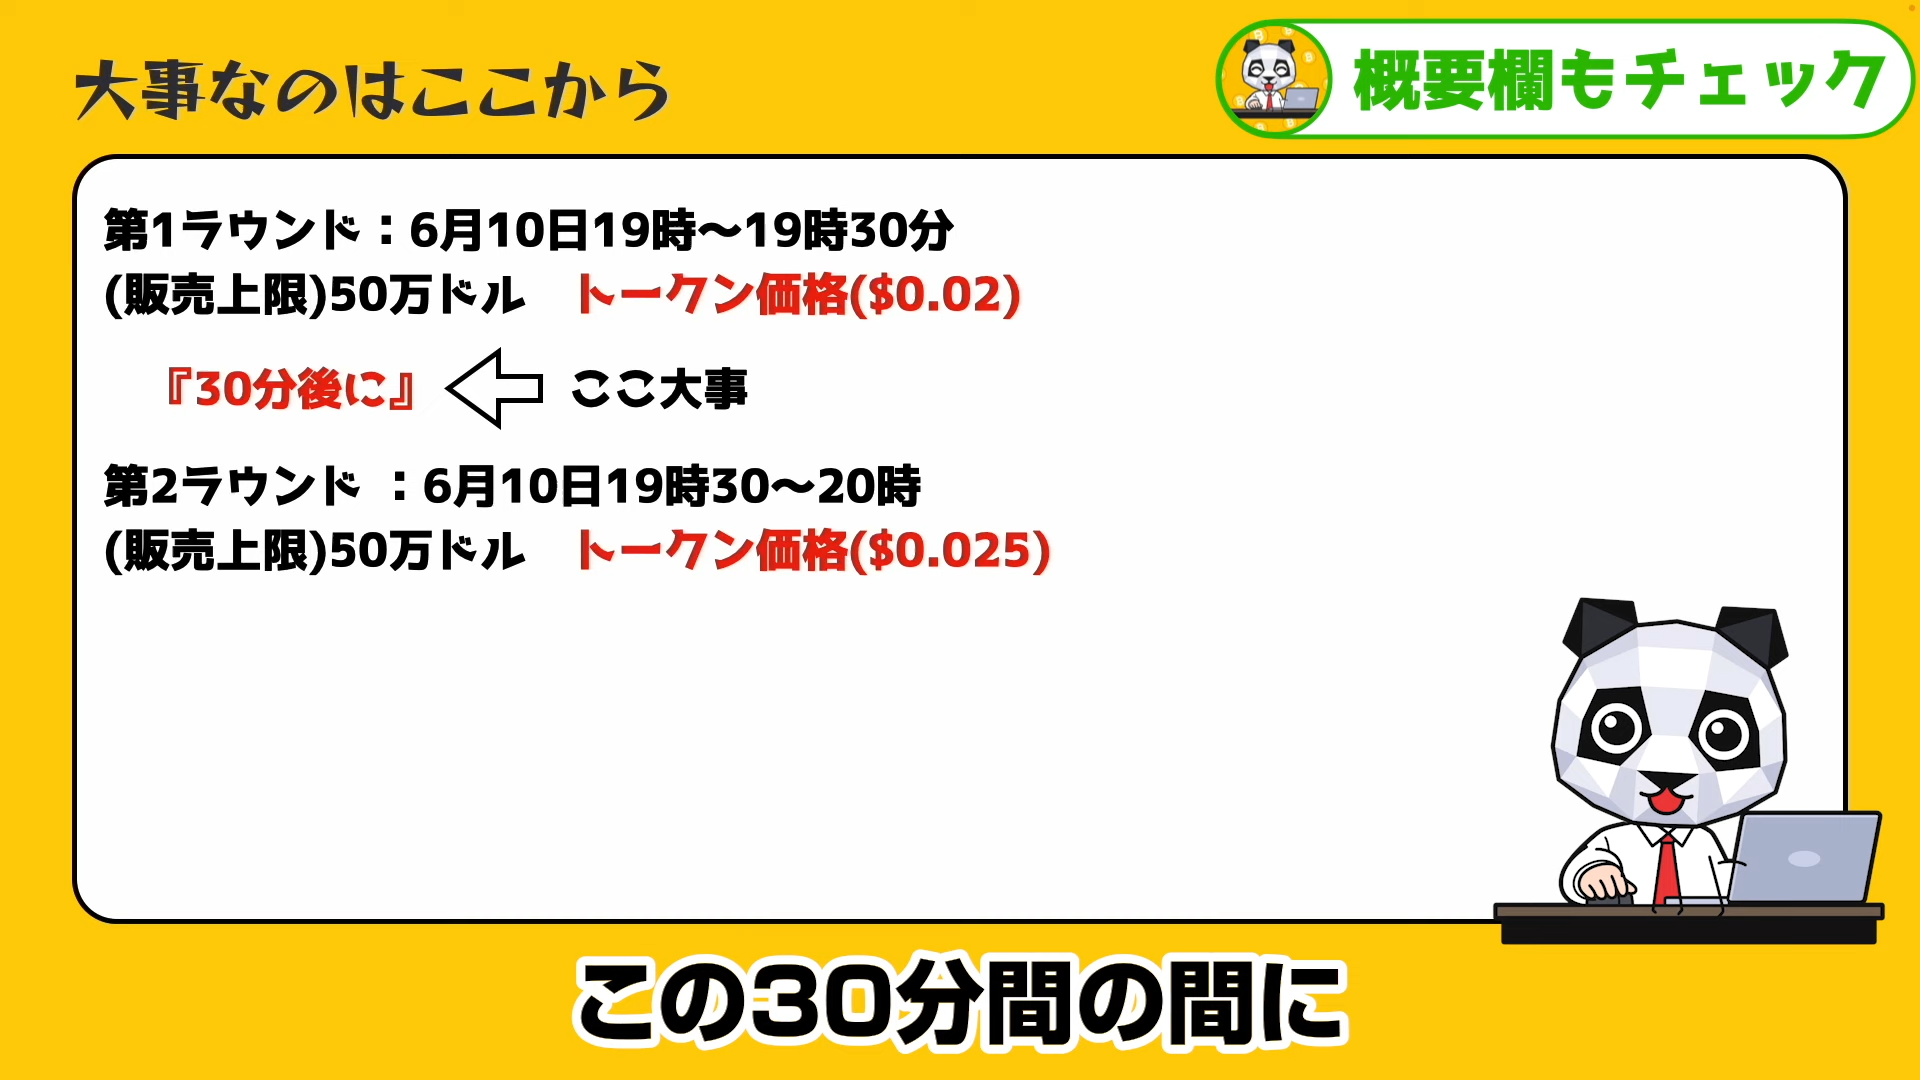 大事なのはここから
概要欄もチェック
第1ラウンド：6月10日19時～19時30分
(販売上限)50万ドル　トークン価格($0.02)
『30分後に』 ここ大事
第2ラウンド ：6月10日19時30～20時
(販売上限)50万ドル　トークン価格($0.025)
この30分間の間に